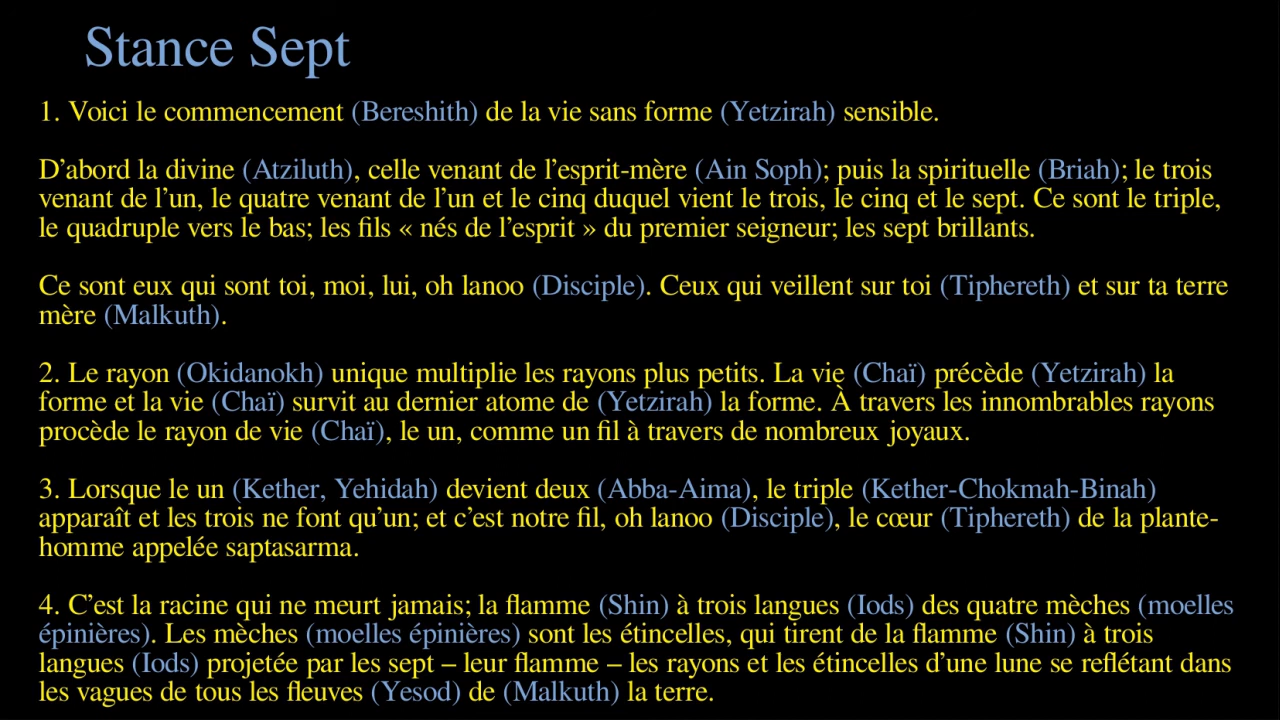 Stance Sept
1. Voici le commencement (Bereshith) de la vie sans forme (Yetzirah) sensible.
D’abord la divine (Atziluth), celle venant de l’esprit-mère (Ain Soph); puis la spirituelle (Briah); le trois
venant de l’un, le quatre venant de l’un et le cinq duquel vient le trois, le cinq et le sept. Ce sont le triple,
le quadruple vers le bas; les fils « nés de l’esprit » du premier seigneur; les sept brillants.
Ce sont eux qui sont toi, moi, lui, oh lanoo (Disciple). Ceux qui veillent sur toi (Tiphereth) et sur ta terre
mère (Malkuth).
2. Le rayon (Okidanokh) unique multiplie les rayons plus petits. La vie (Chaï) précède (Yetzirah) la
forme et la vie (Chaï) survit au dernier atome de (Yetzirah) la forme. À travers les innombrables rayons
procède le rayon de vie (Chaï), le un, comme un fil à travers de nombreux joyaux.
3. Lorsque le un (Kether, Yehidah) devient deux (Abba-Aima), le triple (Kether-Chokmah-Binah)
apparaît et les trois ne font qu’un; et c’est notre fil, oh lanoo (Disciple), le cœur (Tiphereth) de la plante-
homme appelée saptasarma.
4. C’est la racine qui ne meurt jamais; la flamme (Shin) à trois langues (Iods) des quatre mèches (moelles
épinières). Les mèches (moelles épinières) sont les étincelles, qui tirent de la flamme (Shin) à trois
langues (Iods) projetée par les sept – leur flamme – les rayons et les étincelles d’une lune se reflétant dans
les vagues de tous les fleuves (Yesod) de (Malkuth) la terre.